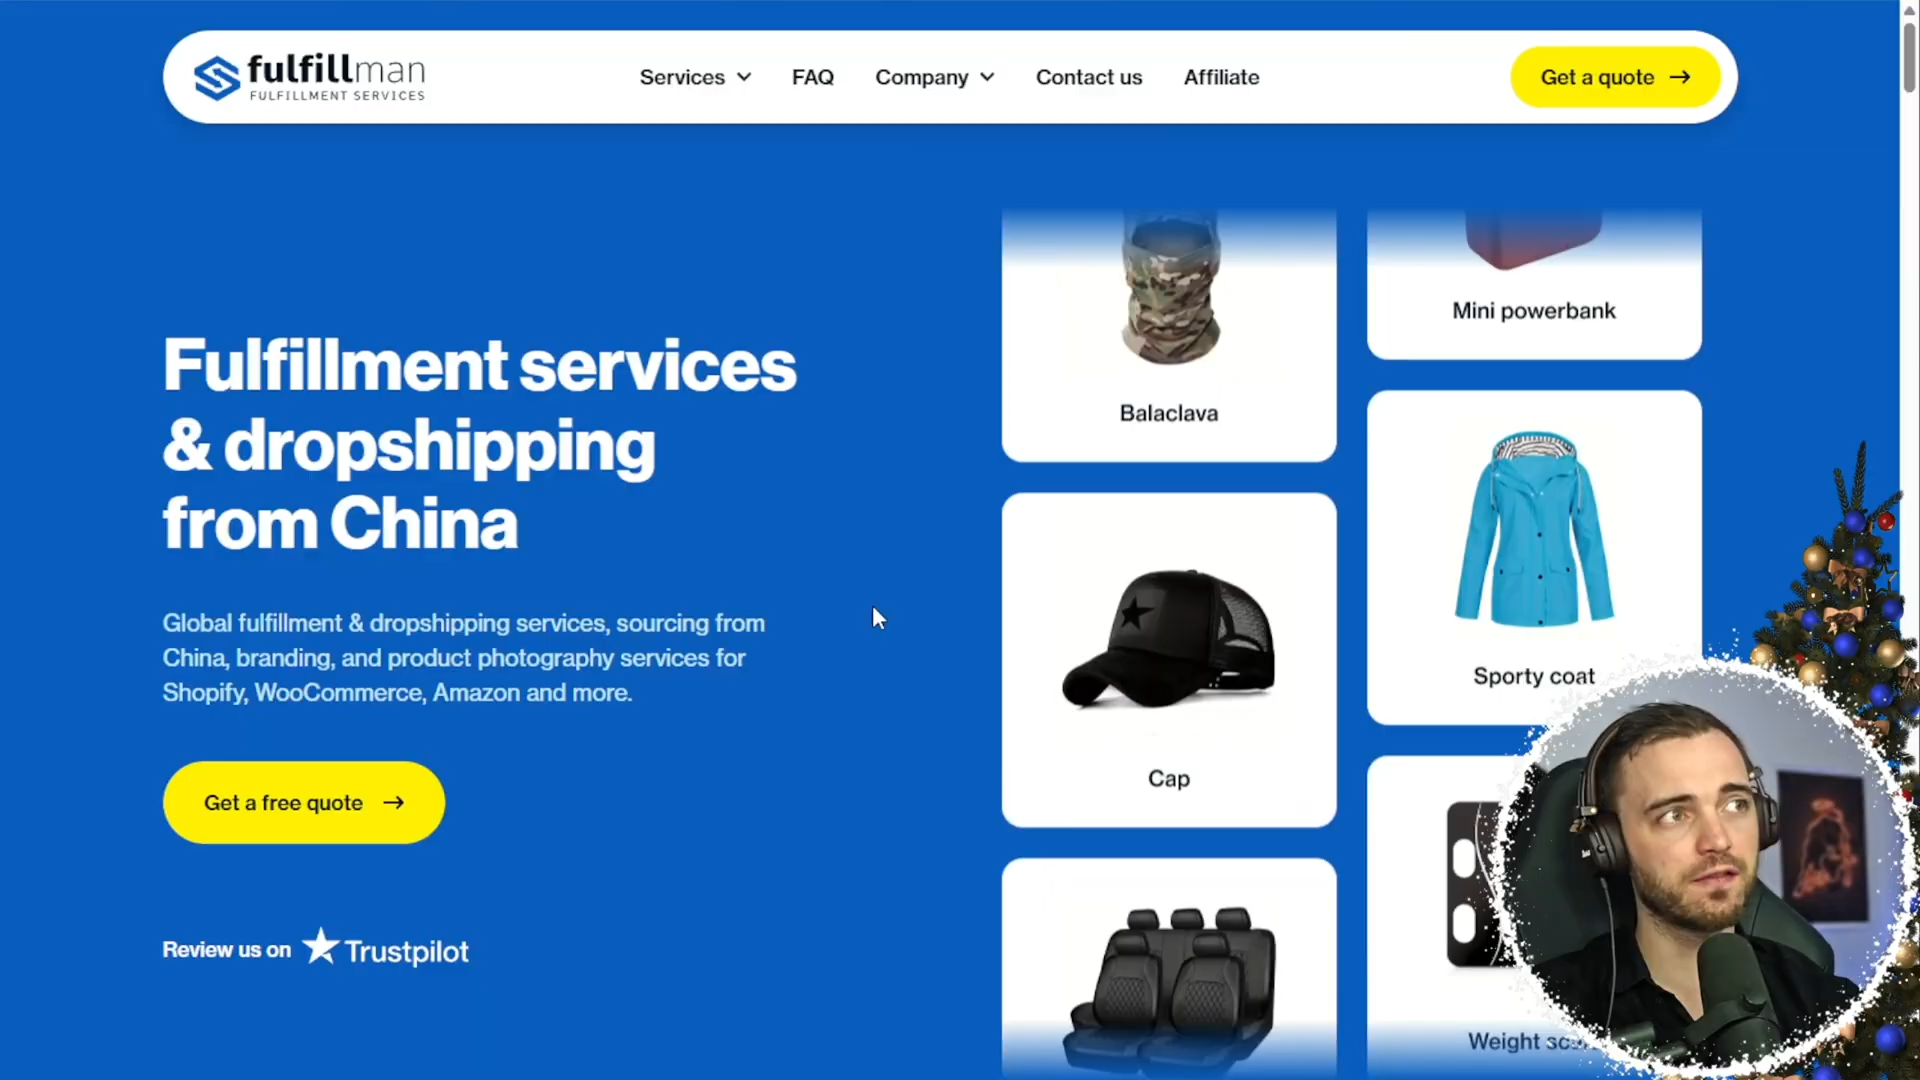 fulfillman
FULFILLMENT SERVICES
Services
FAQ
Company
Contact us
Affiliate
Get a quote
Fulfillment services
& dropshipping
from China
Global fulfillment & dropshipping services, sourcing from
China, branding, and product photography services for
Shopify, WooCommerce, Amazon and more.
Get a free quote
Review us on Trustpilot
Balaclava
Cap
Mini powerbank
Sporty coat
Weight